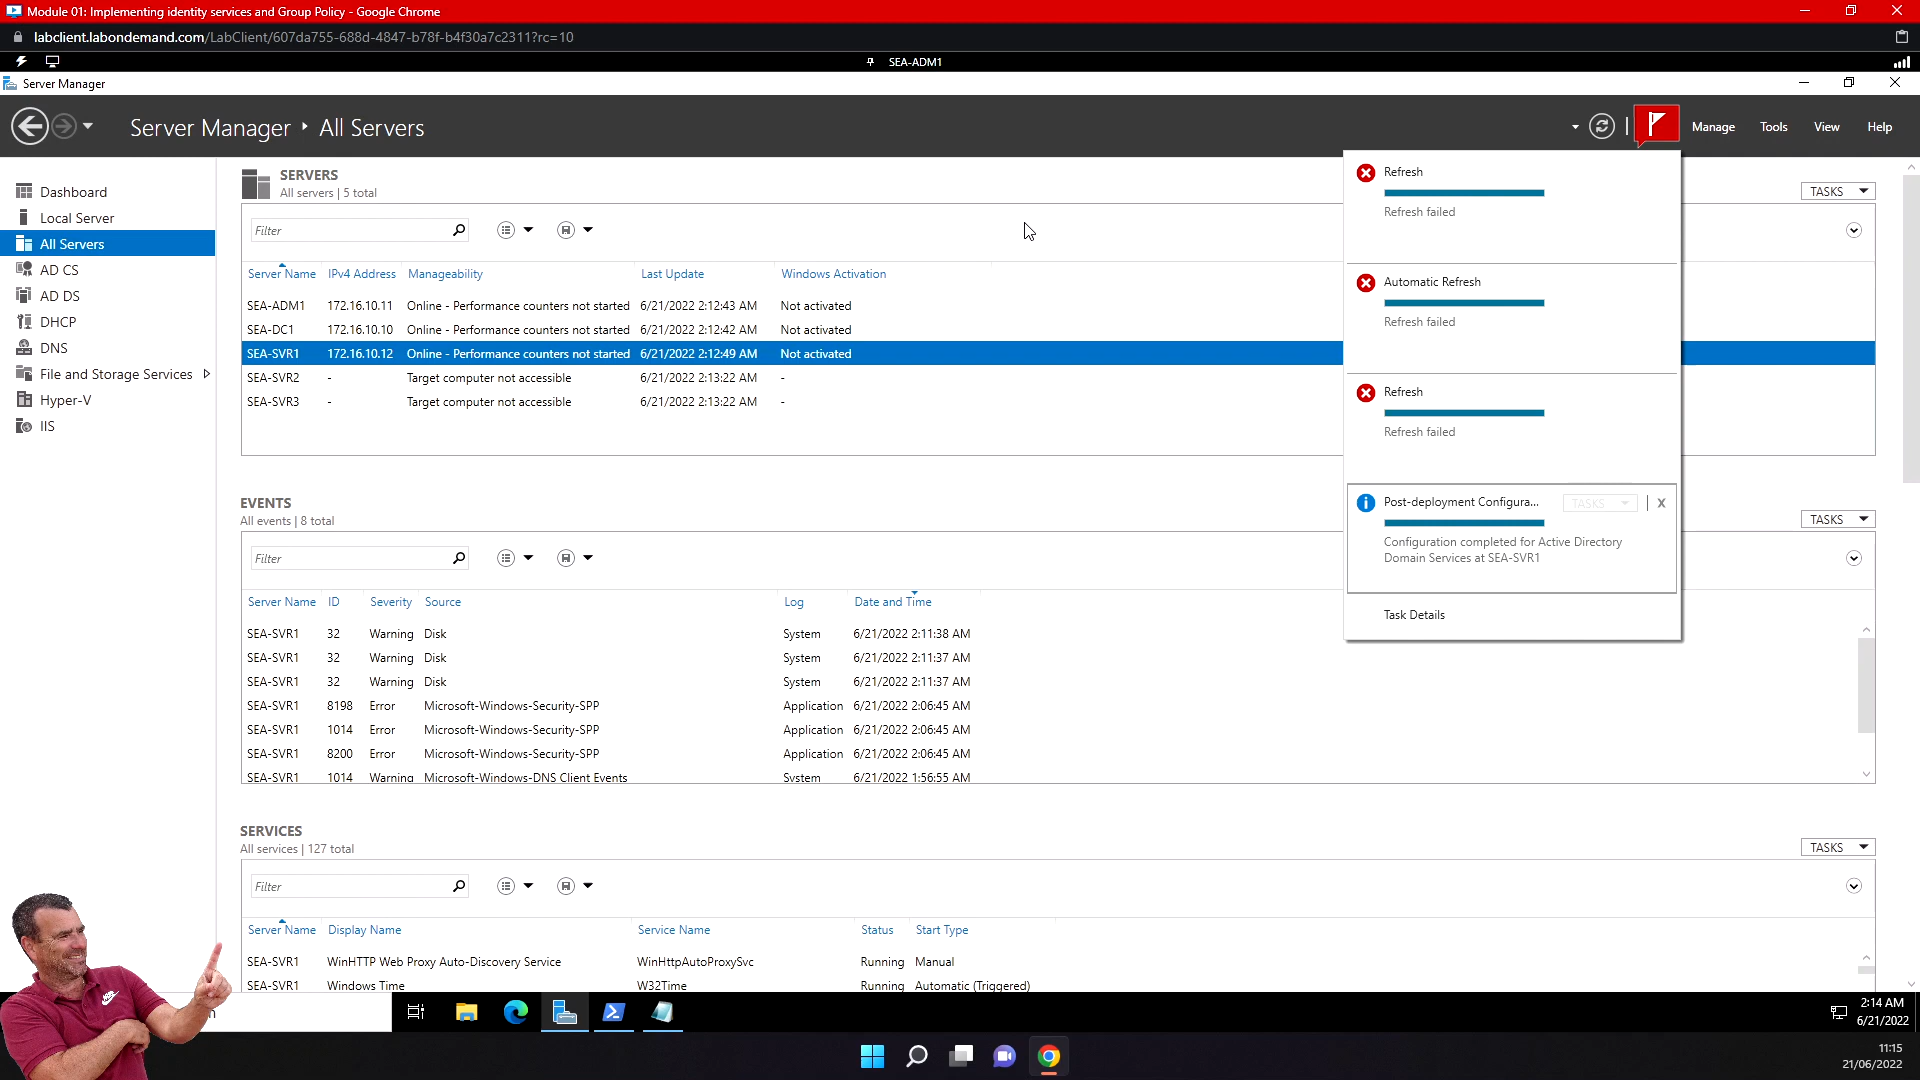 Module 01: Implementing identity services and Group Policy - Google Chrome
labclient.labondemand.com/LabClient/607da755-688d-4847-b78f-b4f30a7c2311?rc=10
SEA-ADM1
Server Manager
Server Manager ‣ All Servers
Manage Tools View Help
Dashboard
Local Server
All Servers
AD CS
AD DS
DHCP
DNS
File and Storage Services
Hyper-V
IIS
SERVERS
All servers | 5 total
TASKS
Filter
Server Name IPv4 Address Manageability Last Update Windows Activation
SEA-ADM1 172.16.10.11 Online - Performance counters not started 6/21/2022 2:12:43 AM Not activated
SEA-DC1 172.16.10.10 Online - Performance counters not started 6/21/2022 2:12:42 AM Not activated
SEA-SVR1 172.16.10.12 Online - Performance counters not started 6/21/2022 2:12:49 AM Not activated
SEA-SVR2 - Target computer not accessible 6/21/2022 2:13:22 AM -
SEA-SVR3 - Target computer not accessible 6/21/2022 2:13:22 AM -
Refresh
Refresh failed
Automatic Refresh
Refresh failed
Refresh
Refresh failed
Post-deployment Configura... TASKS X
Configuration completed for Active Directory
Domain Services at SEA-SVR1
Task Details
EVENTS
All events | 8 total
TASKS
Filter
Server Name ID Severity Source Log Date and Time
SEA-SVR1 32 Warning Disk System 6/21/2022 2:11:38 AM
SEA-SVR1 32 Warning Disk System 6/21/2022 2:11:37 AM
SEA-SVR1 32 Warning Disk System 6/21/2022 2:11:37 AM
SEA-SVR1 8198 Error Microsoft-Windows-Security-SPP Application 6/21/2022 2:06:45 AM
SEA-SVR1 1014 Error Microsoft-Windows-Security-SPP Application 6/21/2022 2:06:45 AM
SEA-SVR1 8200 Error Microsoft-Windows-Security-SPP Application 6/21/2022 2:06:45 AM
SEA-SVR1 1014 Warning Microsoft-Windows-DNS Client Events System 6/21/2022 1:56:55 AM
SERVICES
All services | 127 total
TASKS
Filter
Server Name Display Name Service Name Status Start Type
SEA-SVR1 WinHTTP Web Proxy Auto-Discovery Service WinHttpAutoProxySvc Running Manual
SEA-SVR1 Windows Time W32Time Running Automatic (Triggered)
2:14 AM
6/21/2022
11:15
21/06/2022